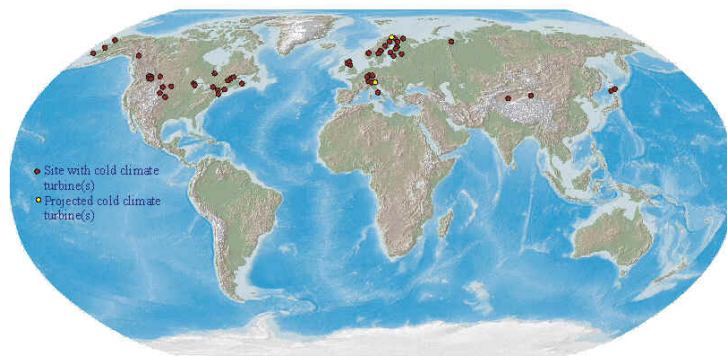 Site with cold climate
turbine(s)
Projected cold climate
turbine(s)